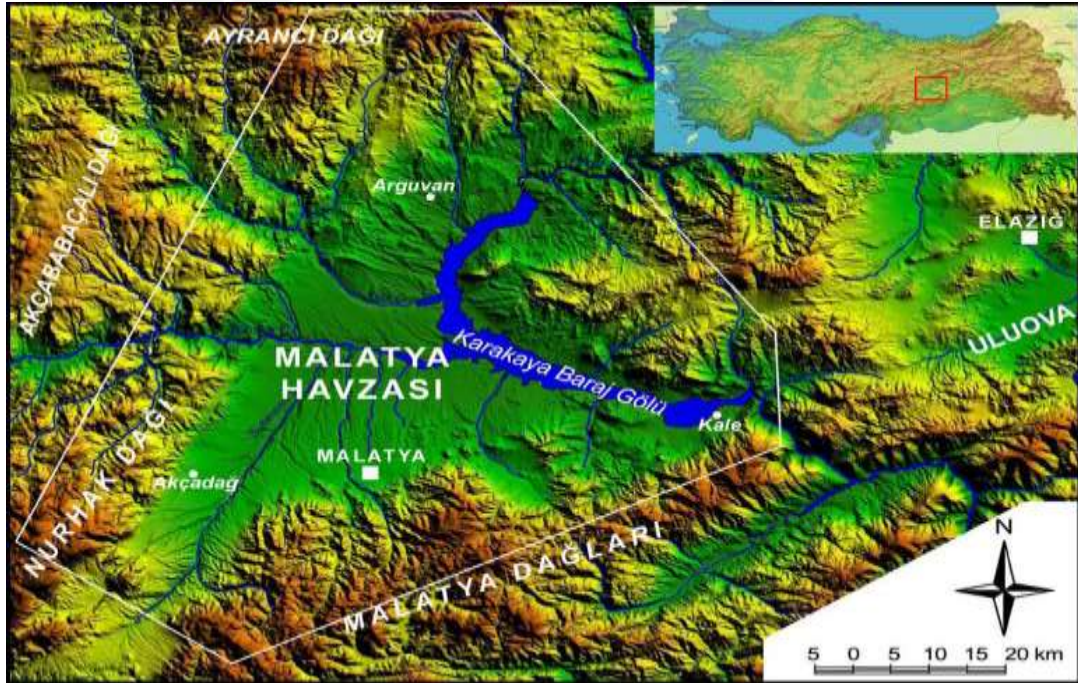 AYRANCI DAĞI
AKÇABABACALIDAĞI
Arguvan
ELAZIĞ
ULUOVA
MALATYA
HAVZASI
Karakaya Baraj Gölü
Kale
NURHAK DAĞI
Akçadağ
MALATYA
MALATYA DAĞLARI
N
5 0 5 10 15 20 km